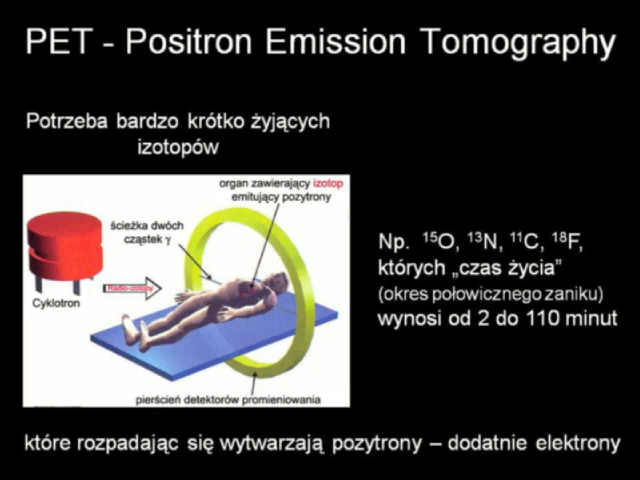 PET - Positron Emission Tomography
Potrzeba bardzo krótko żyjących
izotopów
organ zawierający izotop
emitujący pozytrony
ścieżka dwóch
cząstek γ
Radio-izotopy
Cyklotron
pierścień detektorów promieniowania
Np. ¹⁵O, ¹³N, ¹¹C, ¹⁸F,
których „czas życia”
(okres połowicznego zaniku)
wynosi od 2 do 110 minut
które rozpadając się wytwarzają pozytrony – dodatnie elektrony